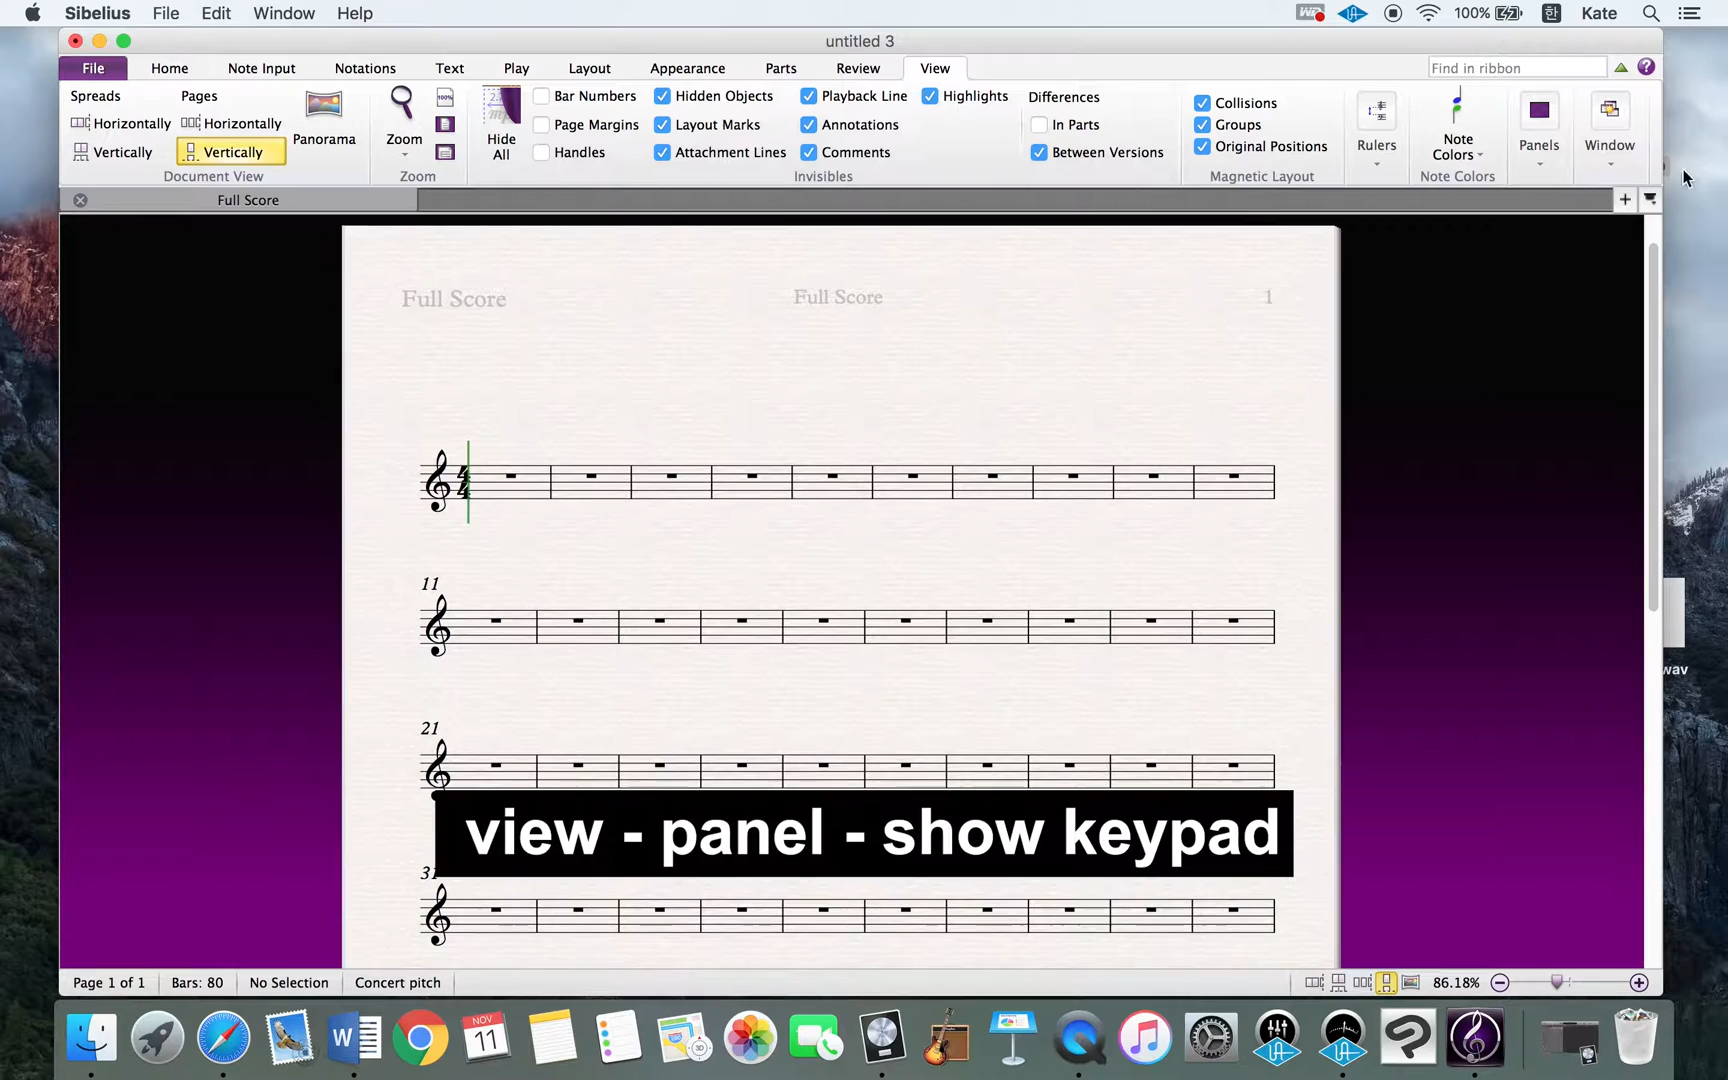 Sibelius File Edit Window Help 100% 한 Kate
untitled 3
File Home Note Input Notations Text Play Layout Appearance Parts Review View Find in ribbon
Spreads Pages
Horizontally Horizontally Panorama
Vertically Vertically
Document View
Zoom 100%
Zoom
Hide All
Bar Numbers Hidden Objects Playback Line Highlights
Page Margins Layout Marks Annotations
Handles Attachment Lines Comments
Differences
In Parts
Between Versions
Invisibles
Collisions
Groups
Original Positions
Magnetic Layout
Rulers
Note Colors
Note Colors
Panels
Window
Full Score
Full Score Full Score 1
11
21
view - panel - show keypad
wav
Page 1 of 1 Bars: 80 No Selection Concert pitch 86.18%
NOV
11